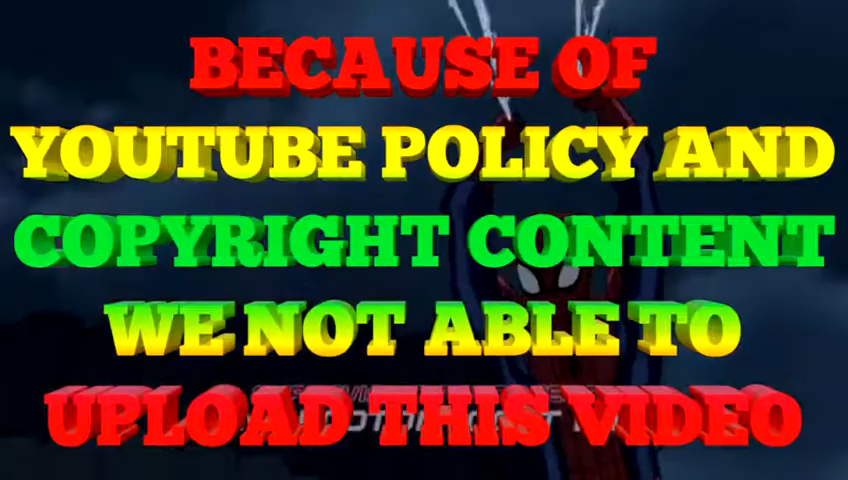 BECAUSE OF
YOUTUBE POLICY AND
COPYRIGHT CONTENT
WE NOT ABLE TO
UPLOAD THIS VIDEO